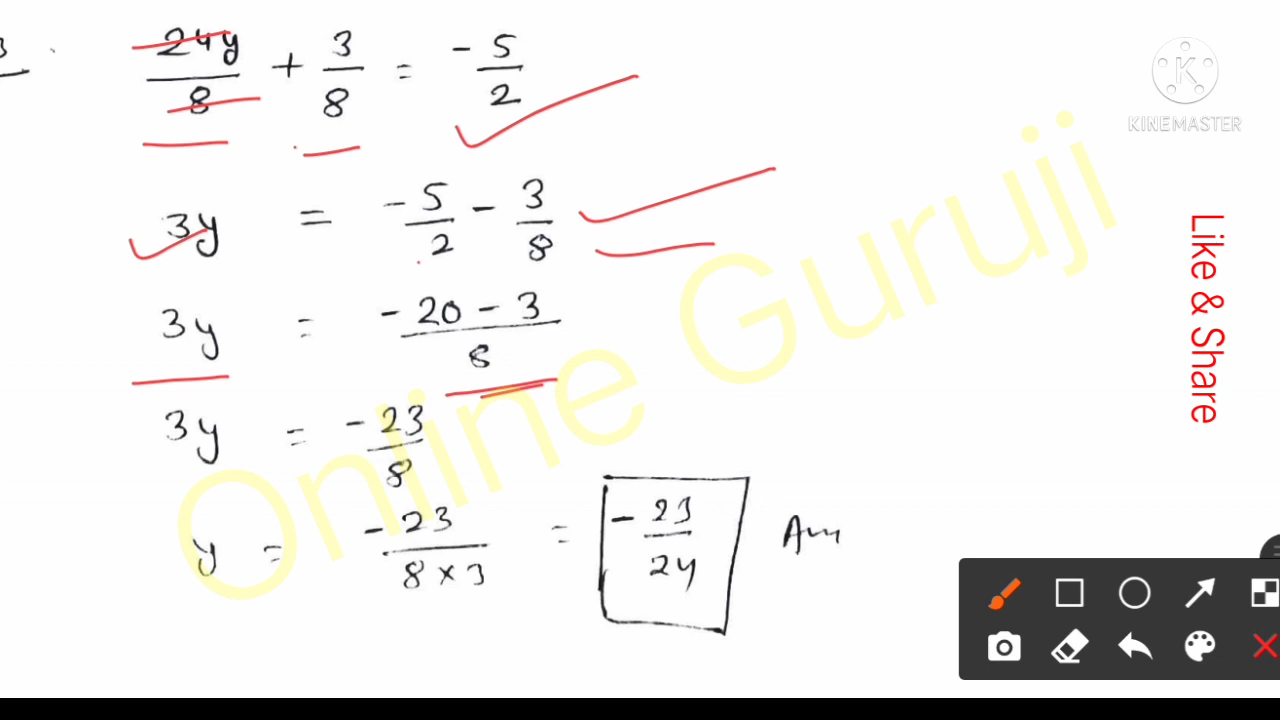 24y/8 + 3/8 = -5/2
3y = -5/2 - 3/8
3y = (-20 - 3)/8
3y = -23/8
y = -23/(8×3) = -23/24 Ans
Online Guruji
KINEMASTER
Like & Share